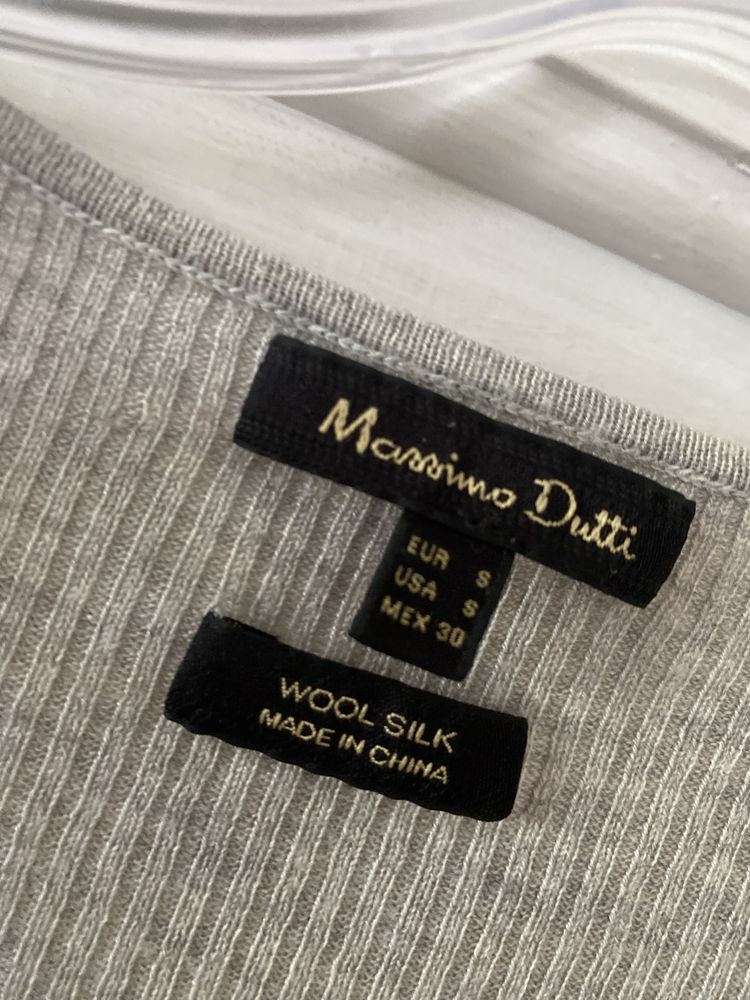 Massimo Dutti
EUR S
USA S
MEX 30
WOOL SILK
MADE IN CHINA